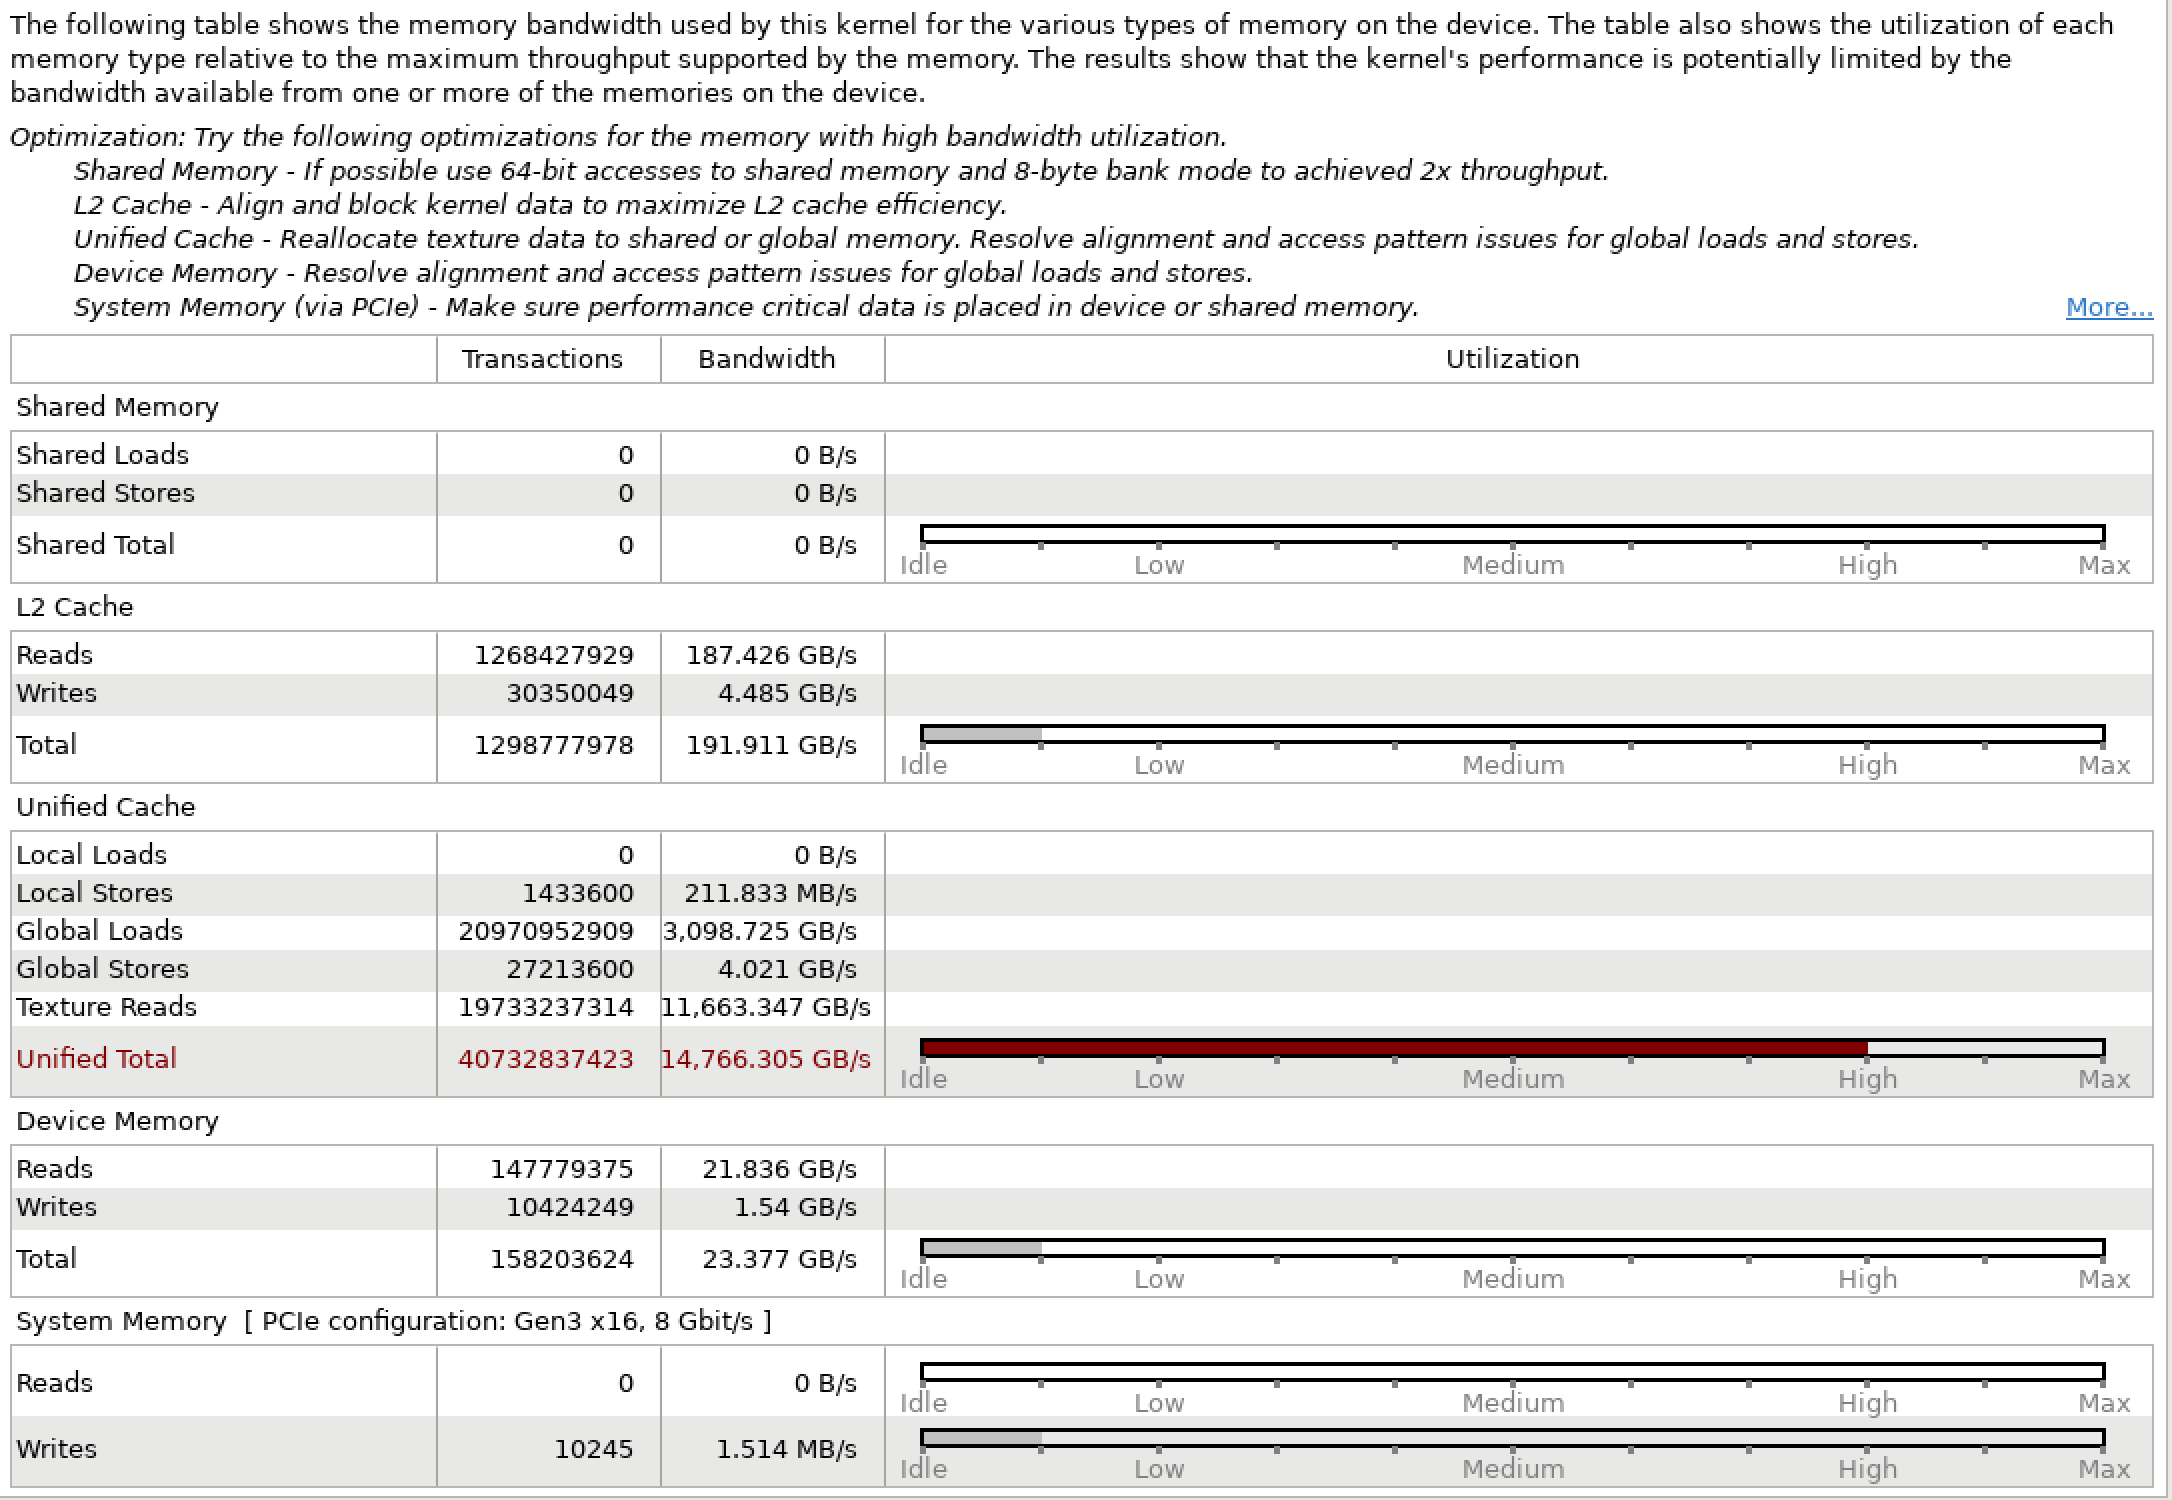 The following table shows the memory bandwidth used by this kernel for the various types of memory on the device. The table also shows the utilization of each
memory type relative to the maximum throughput supported by the memory. The results show that the kernel's performance is potentially limited by the
bandwidth available from one or more of the memories on the device.
Optimization: Try the following optimizations for the memory with high bandwidth utilization.
Shared Memory - If possible use 64-bit accesses to shared memory and 8-byte bank mode to achieved 2x throughput.
L2 Cache - Align and block kernel data to maximize L2 cache efficiency.
Unified Cache - Reallocate texture data to shared or global memory. Resolve alignment and access pattern issues for global loads and stores.
Device Memory - Resolve alignment and access pattern issues for global loads and stores.
System Memory (via PCIe) - Make sure performance critical data is placed in device or shared memory. More...
Transactions Bandwidth Utilization
Shared Memory
Shared Loads 0 0 B/s
Shared Stores 0 0 B/s
Shared Total 0 0 B/s
Idle Low Medium High Max
L2 Cache
Reads 1268427929 187.426 GB/s
Writes 30350049 4.485 GB/s
Total 1298777978 191.911 GB/s
Idle Low Medium High Max
Unified Cache
Local Loads 0 0 B/s
Local Stores 1433600 211.833 MB/s
Global Loads 20970952909 3,098.725 GB/s
Global Stores 27213600 4.021 GB/s
Texture Reads 19733237314 11,663.347 GB/s
Unified Total 40732837423 14,766.305 GB/s
Idle Low Medium High Max
Device Memory
Reads 147779375 21.836 GB/s
Writes 10424249 1.54 GB/s
Total 158203624 23.377 GB/s
Idle Low Medium High Max
System Memory [ PCIe configuration: Gen3 x16, 8 Gbit/s ]
Reads 0 0 B/s
Idle Low Medium High Max
Writes 10245 1.514 MB/s
Idle Low Medium High Max